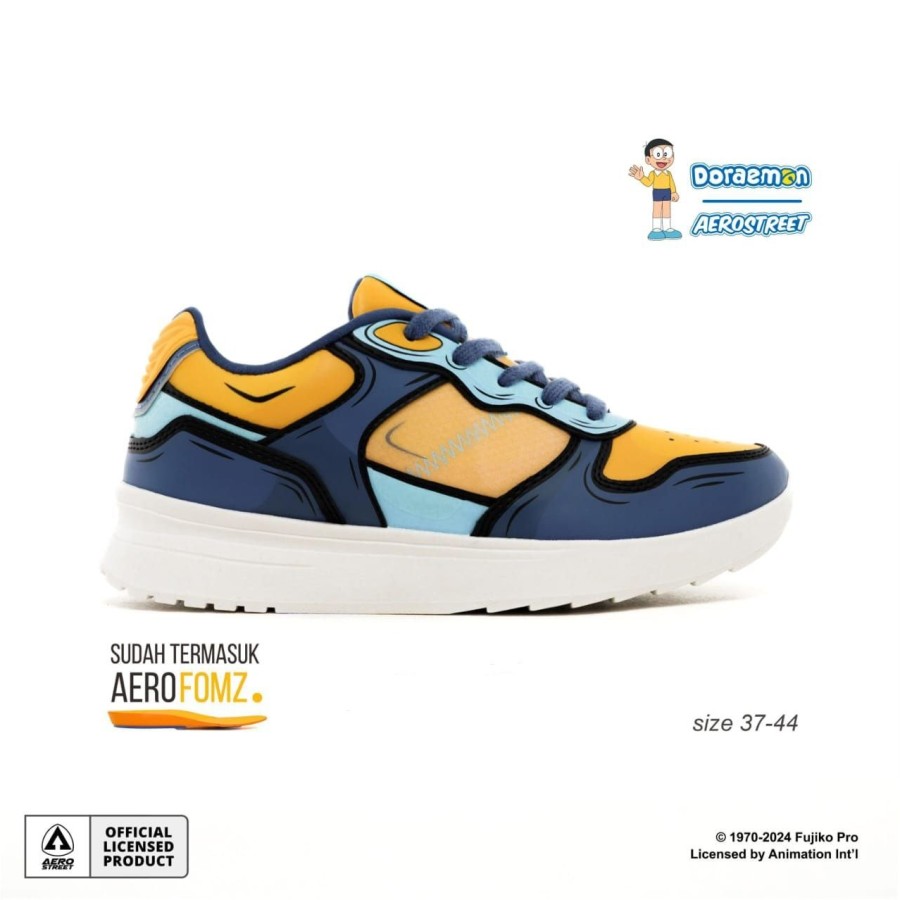 Doraemon
AEROSTREET
SUDAH TERMASUK
AEROFOMZ.
size 37-44
AERO
STREET
OFFICIAL
LICENSED
PRODUCT
© 1970-2024 Fujiko Pro
Licensed by Animation Int'l